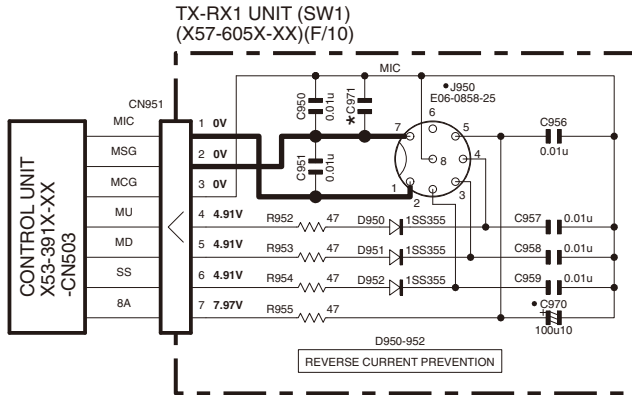 TX-RX1 UNIT (SW1)
(X57-605X-XX)(F/10)
CONTROL UNIT
X53-391X-XX
-CN503
MIC
MSG
MCG
MU
MD
SS
8A
CN951
1 0V
2 0V
3 0V
4 4.91V
5 4.91V
6 4.91V
7 7.97V
MIC
C950
0.01u
*C971
C951
0.01u
J950
E06-0858-25
7
6
5
8
4
1
2
3
C956
0.01u
R952 47 D950 1SS355 C957 0.01u
R953 47 D951 1SS355 C958 0.01u
R954 47 D952 1SS355 C959 0.01u
R955 47
C970
+
100u10
D950-952
REVERSE CURRENT PREVENTION